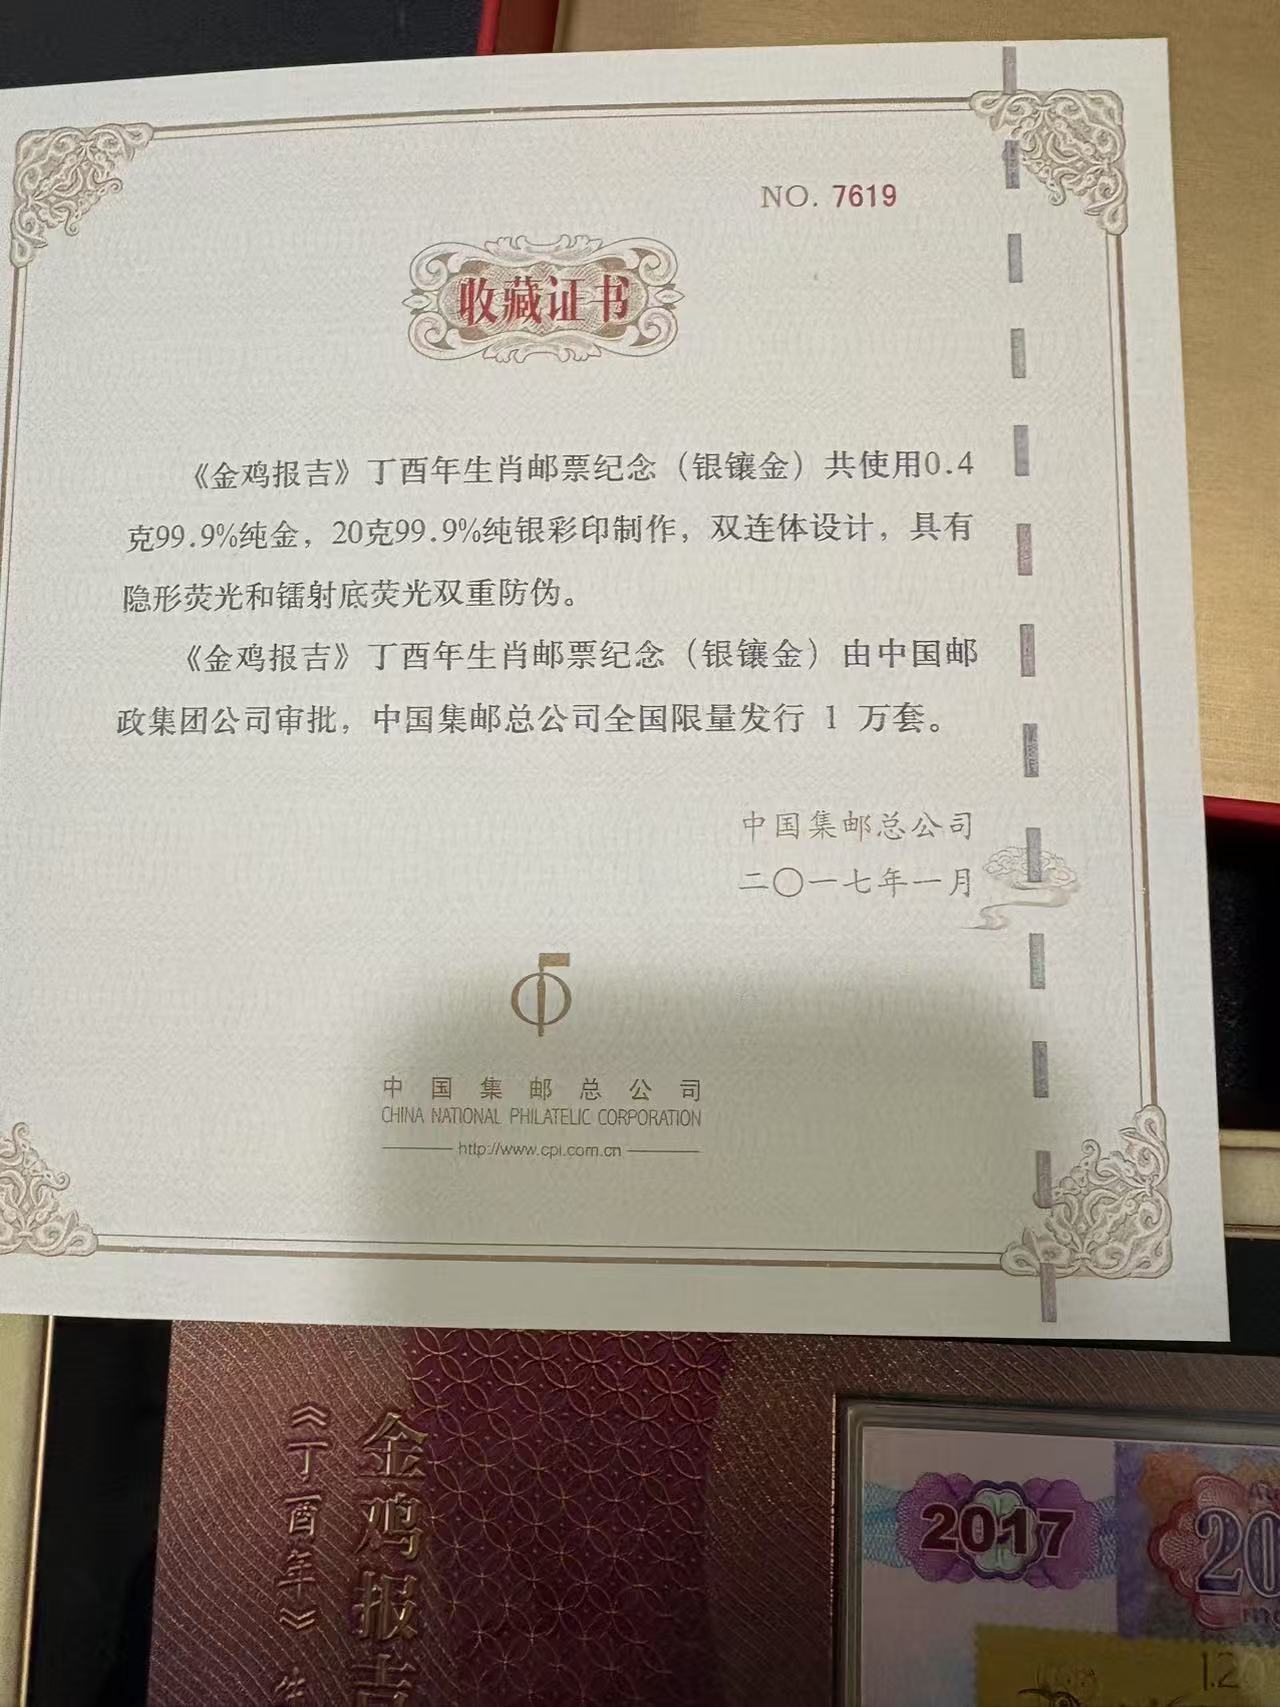 NO. 7619
收藏证书
《金鸡报吉》丁酉年生肖邮票纪念（银镶金）共使用0.4
克99.9%纯金，20克99.9%纯银彩印制作，双连体设计，具有
隐形荧光和镭射底荧光双重防伪。
《金鸡报吉》丁酉年生肖邮票纪念（银镶金）由中国邮
政集团公司审批，中国集邮总公司全国限量发行 1 万套。
中国集邮总公司
二〇一七年一月
中国集邮总公司
CHINA NATIONAL PHILATELIC CORPORATION
http://www.cpi.com.cn
金鸡报吉
《丁酉年》
2017
20
1.20